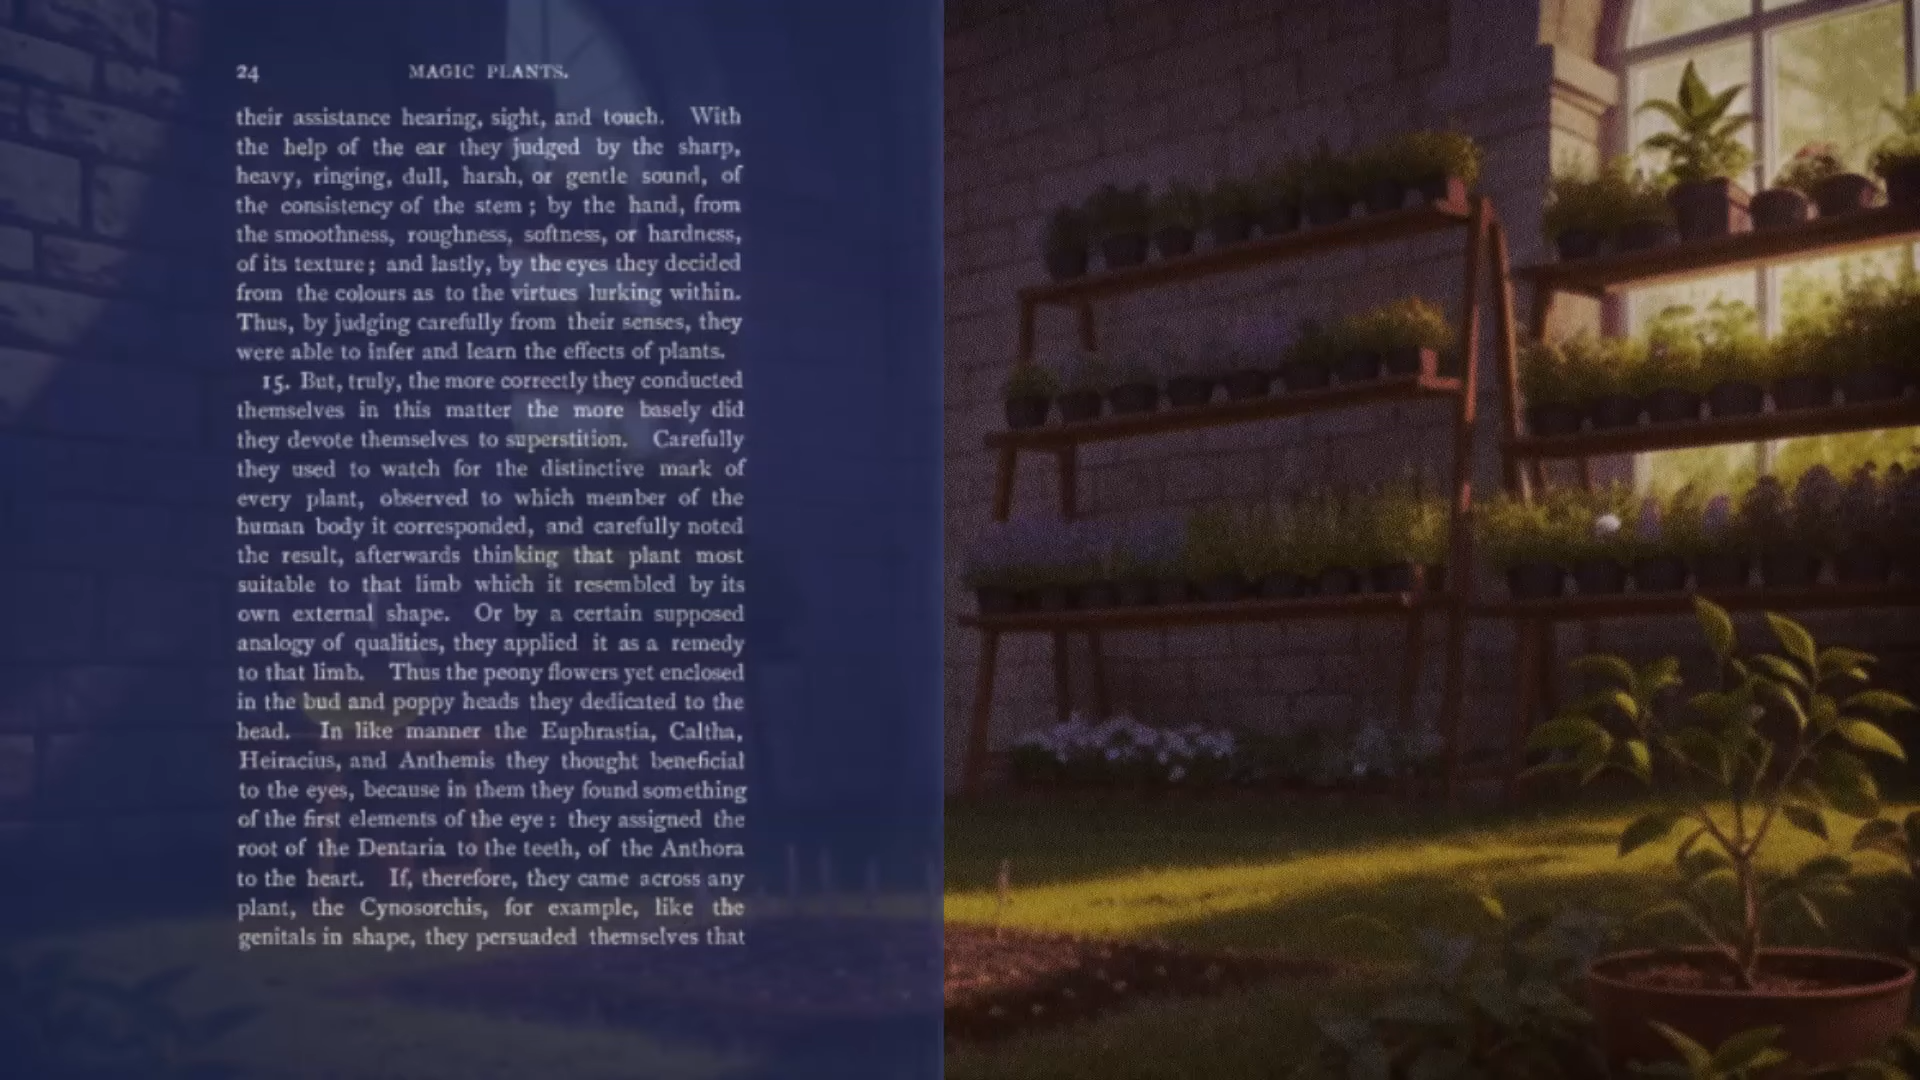 24 MAGIC PLANTS.
their assistance hearing, sight, and touch. With
the help of the ear they judged by the sharp,
heavy, ringing, dull, harsh, or gentle sound, of
the consistency of the stem ; by the hand, from
the smoothness, roughness, softness, or hardness,
of its texture ; and lastly, by the eyes they decided
from the colours as to the virtues lurking within.
Thus, by judging carefully from their senses, they
were able to infer and learn the effects of plants.
15. But, truly, the more correctly they conducted
themselves in this matter the more basely did
they devote themselves to superstition. Carefully
they used to watch for the distinctive mark of
every plant, observed to which member of the
human body it corresponded, and carefully noted
the result, afterwards thinking that plant most
suitable to that limb which it resembled by its
own external shape. Or by a certain supposed
analogy of qualities, they applied it as a remedy
to that limb. Thus the peony flowers yet enclosed
in the bud and poppy heads they dedicated to the
head. In like manner the Euphrastia, Caltha,
Heiracius, and Anthemis they thought beneficial
to the eyes, because in them they found something
of the first elements of the eye : they assigned the
root of the Dentaria to the teeth, of the Anthora
to the heart. If, therefore, they came across any
plant, the Cynosorchis, for example, like the
genitals in shape, they persuaded themselves that